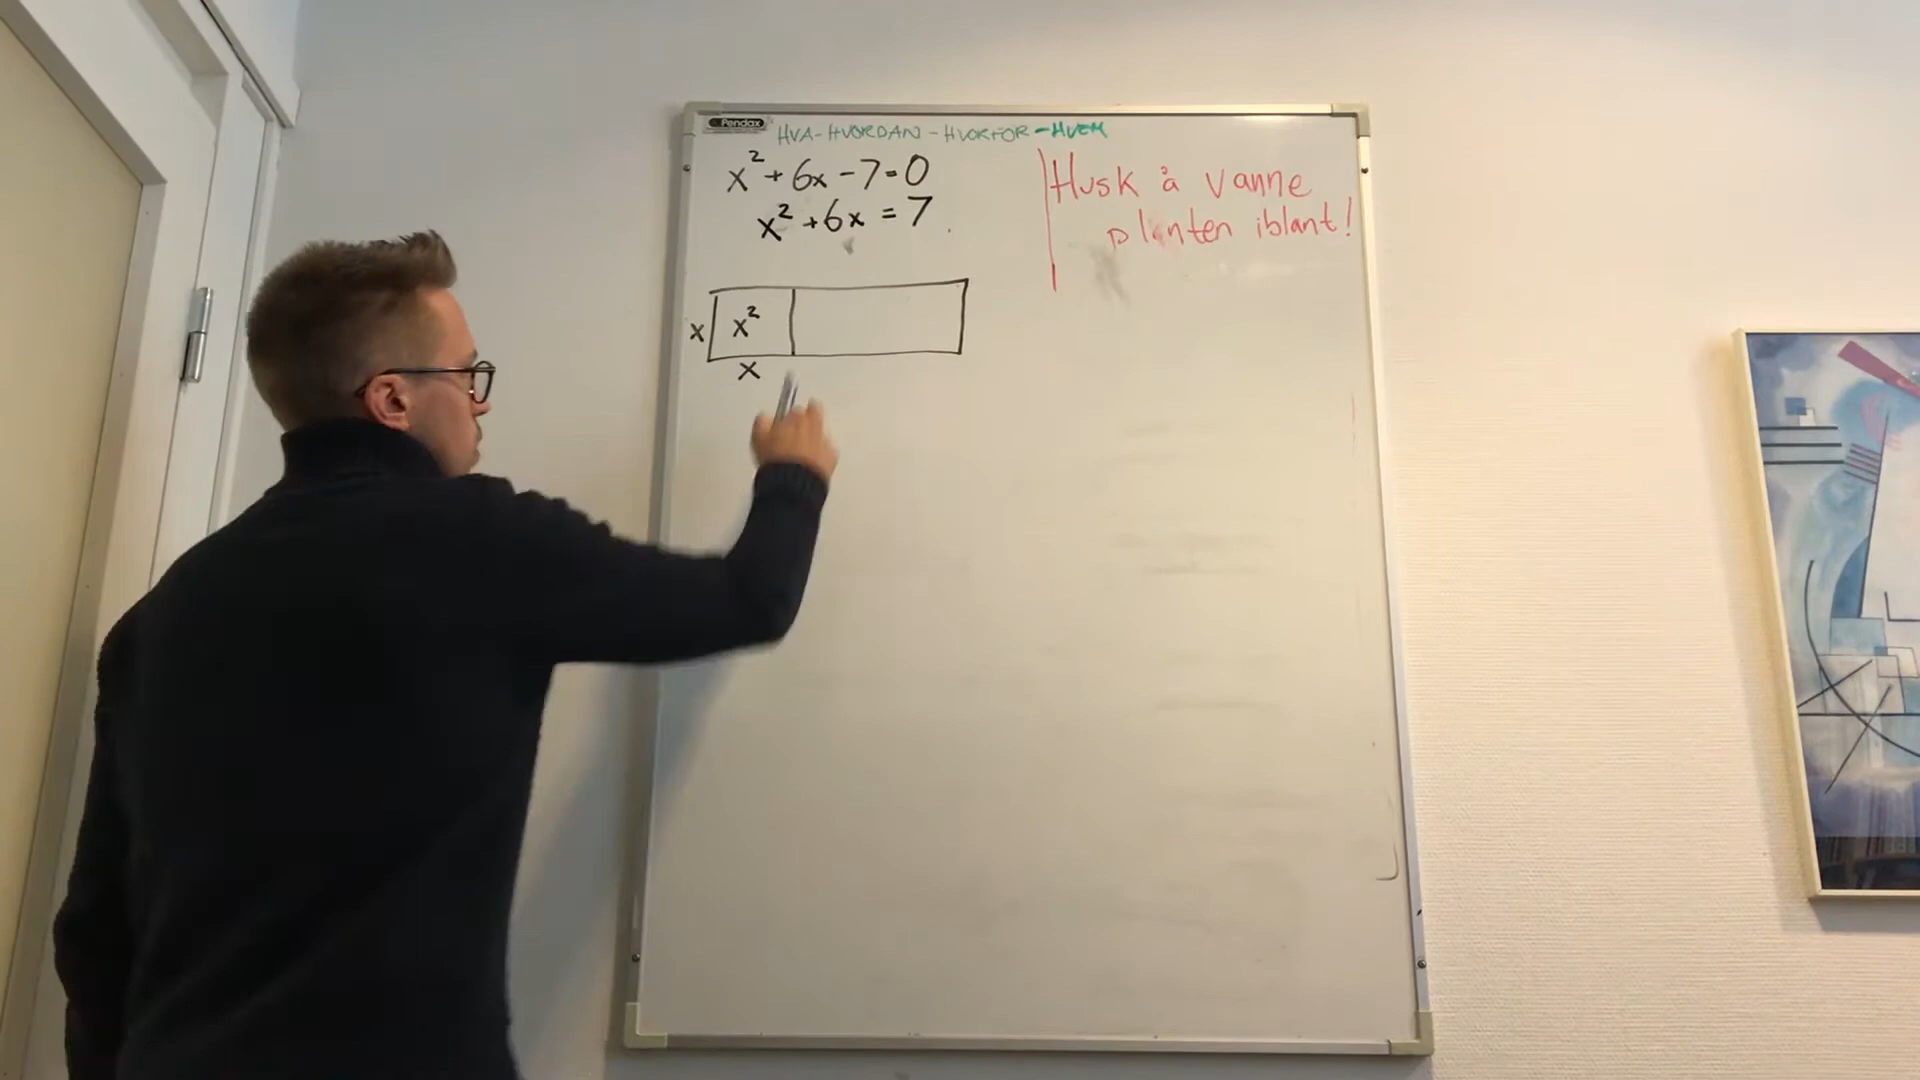 Pendax
HVA-HVORDAN-HVORFOR-HVEM
x² + 6x - 7 = 0
x² + 6x = 7
Husk å vanne
planten iblant!
x
x²
x